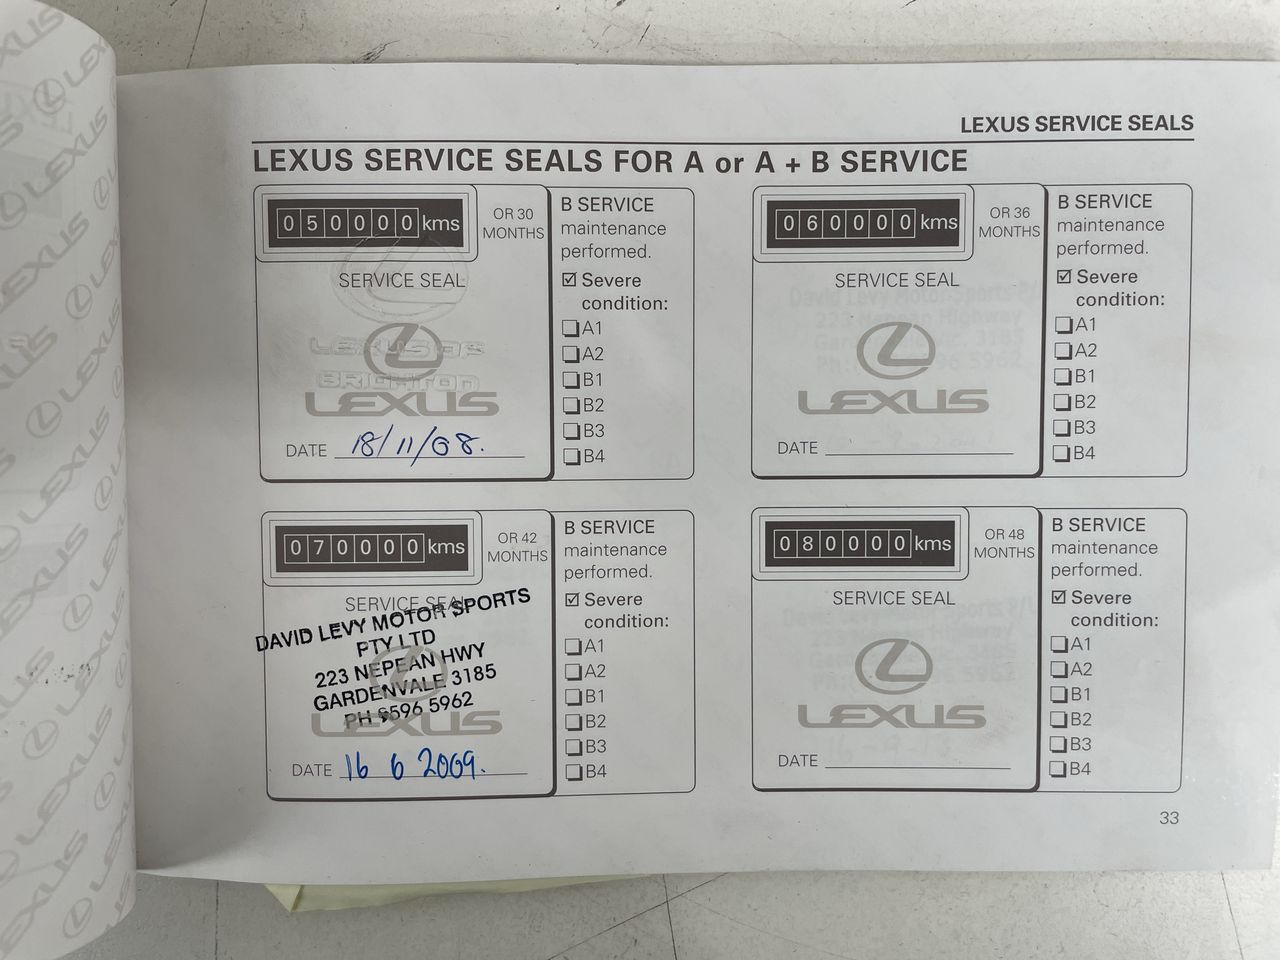 LEXUS SERVICE SEALS
LEXUS SERVICE SEALS FOR A or A + B SERVICE
050000 kms
OR 30
MONTHS
SERVICE SEAL
LEXUS OF
BRIGHTON
LEXUS
DATE 18/11/08.
B SERVICE
maintenance
performed.
☑ Severe
condition:
❏ A1
❏ A2
❏ B1
❏ B2
❏ B3
❏ B4
060000 kms
OR 36
MONTHS
SERVICE SEAL
LEXUS
DATE
B SERVICE
maintenance
performed.
☑ Severe
condition:
❏ A1
❏ A2
❏ B1
❏ B2
❏ B3
❏ B4
070000 kms
OR 42
MONTHS
SERVICE SEAL
DAVID LEVY MOTOR SPORTS
PTY LTD
223 NEPEAN HWY
GARDENVALE 3185
PH 9596 5962
LEXUS
DATE 16 6 2009.
B SERVICE
maintenance
performed.
☑ Severe
condition:
❏ A1
❏ A2
❏ B1
❏ B2
❏ B3
❏ B4
080000 kms
OR 48
MONTHS
SERVICE SEAL
LEXUS
DATE
B SERVICE
maintenance
performed.
☑ Severe
condition:
❏ A1
❏ A2
❏ B1
❏ B2
❏ B3
❏ B4
33